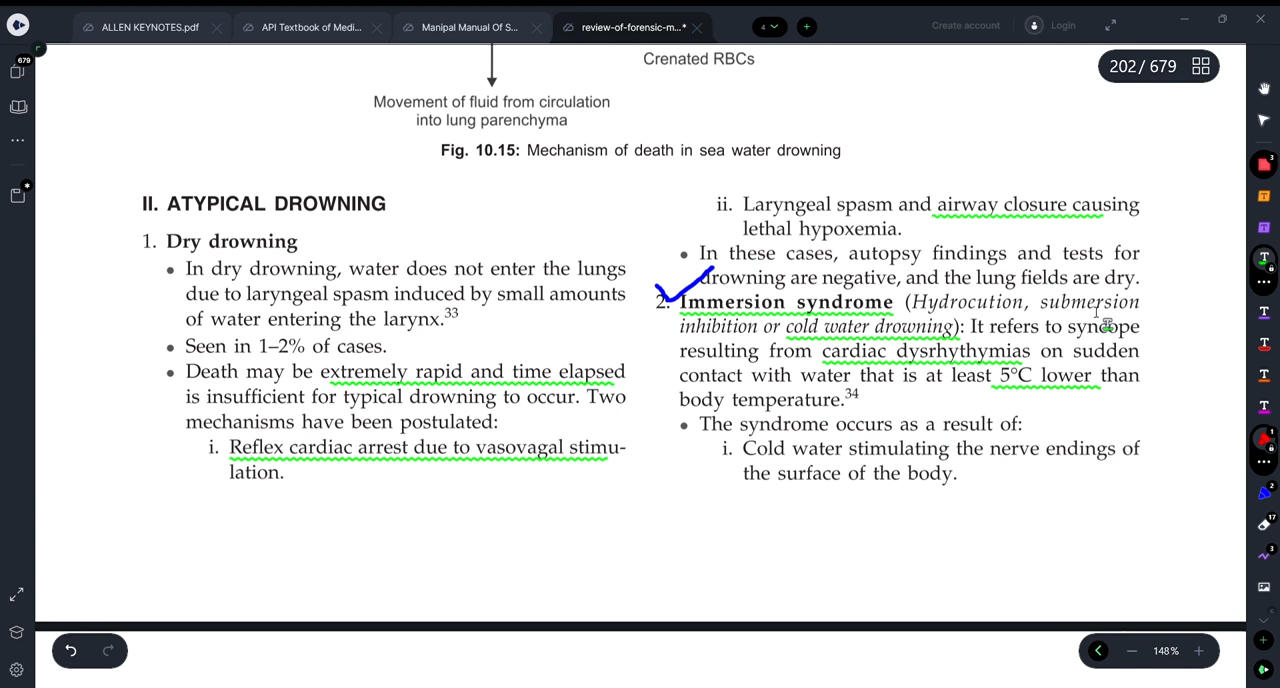 ALLEN KEYNOTES.pdf
API Textbook of Medi...
Manipal Manual Of S...
review-of-forensic-m...*
4
Create account
Login
679
202 / 679
Crenated RBCs
Movement of fluid from circulation
into lung parenchyma
Fig. 10.15: Mechanism of death in sea water drowning
II. ATYPICAL DROWNING
1. Dry drowning
• In dry drowning, water does not enter the lungs
due to laryngeal spasm induced by small amounts
of water entering the larynx.33
• Seen in 1–2% of cases.
• Death may be extremely rapid and time elapsed
is insufficient for typical drowning to occur. Two
mechanisms have been postulated:
i. Reflex cardiac arrest due to vasovagal stimu-
lation.
ii. Laryngeal spasm and airway closure causing
lethal hypoxemia.
• In these cases, autopsy findings and tests for
drowning are negative, and the lung fields are dry.
2. Immersion syndrome (Hydrocution, submersion
inhibition or cold water drowning): It refers to syncope
resulting from cardiac dysrhythmias on sudden
contact with water that is at least 5°C lower than
body temperature.34
• The syndrome occurs as a result of:
i. Cold water stimulating the nerve endings of
the surface of the body.
148%
3
T
T
T
T
T
T
T
T
1
2
17
3